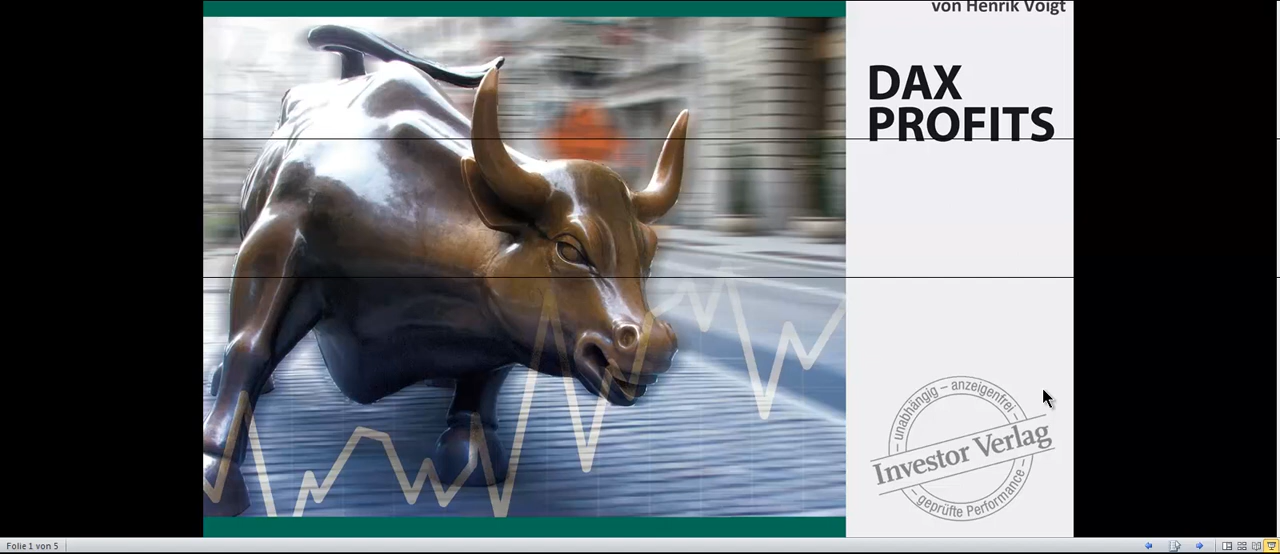 von Henrik Voigt
DAX
PROFITS
– unabhängig – anzeigenfrei –
Investor Verlag
– geprüfte Performance –
Folie 1 von 5